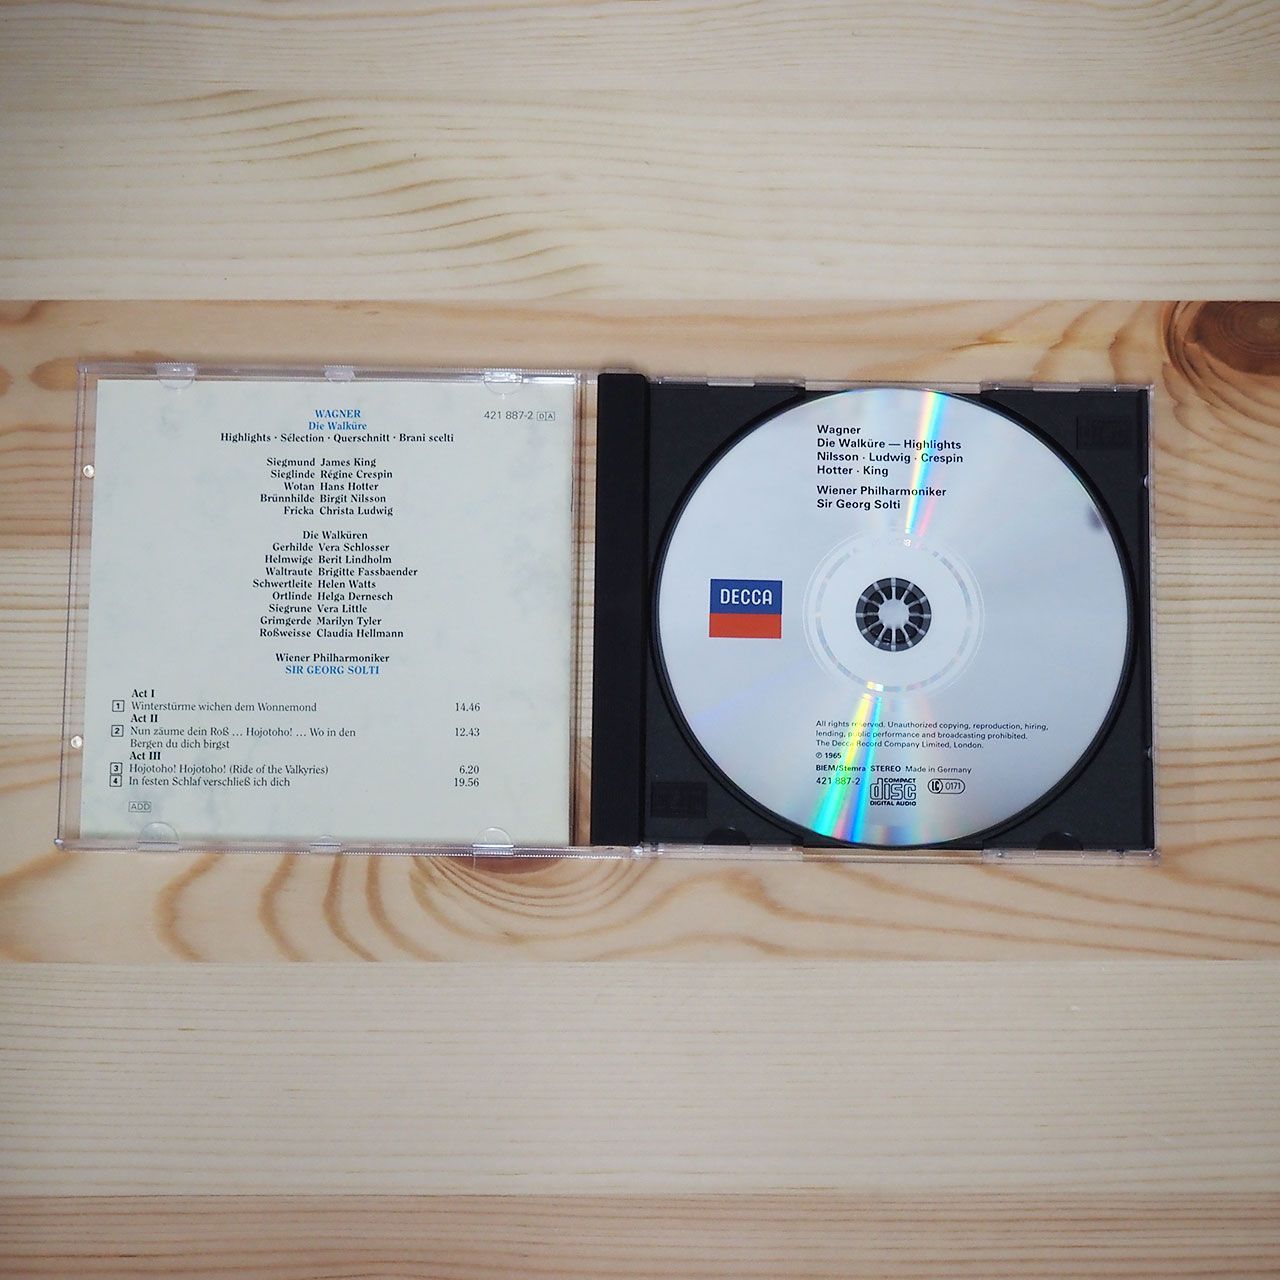 WAGNER 421 887-2 DA
Die Walküre
Highlights · Sélection · Querschnitt · Brani scelti
Siegmund James King
Sieglinde Régine Crespin
Wotan Hans Hotter
Brünnhilde Birgit Nilsson
Fricka Christa Ludwig
Die Walküren
Gerhilde Vera Schlosser
Helmwige Berit Lindholm
Waltraute Brigitte Fassbaender
Schwertleite Helen Watts
Ortlinde Helga Dernesch
Siegrune Vera Little
Grimgerde Marilyn Tyler
Roßweisse Claudia Hellmann
Wiener Philharmoniker
SIR GEORG SOLTI
Act I
1 Winterstürme wichen dem Wonnemond 14.46
Act II
2 Nun zäume dein Roß ... Hojotoho! ... Wo in den 12.43
Bergen du dich birgst
Act III
3 Hojotoho! Hojotoho! (Ride of the Valkyries) 6.20
4 In festen Schlaf verschließ ich dich 19.56
ADD
Wagner
Die Walküre — Highlights
Nilsson · Ludwig · Crespin
Hotter · King
Wiener Philharmoniker
Sir Georg Solti
DECCA
All rights reserved. Unauthorized copying, reproduction, hiring,
lending, public performance and broadcasting prohibited.
The Decca Record Company Limited, London.
℗ 1965
BIEM/Stemra STEREO Made in Germany
421 887-2 COMPACT disc DIGITAL AUDIO LC 0171